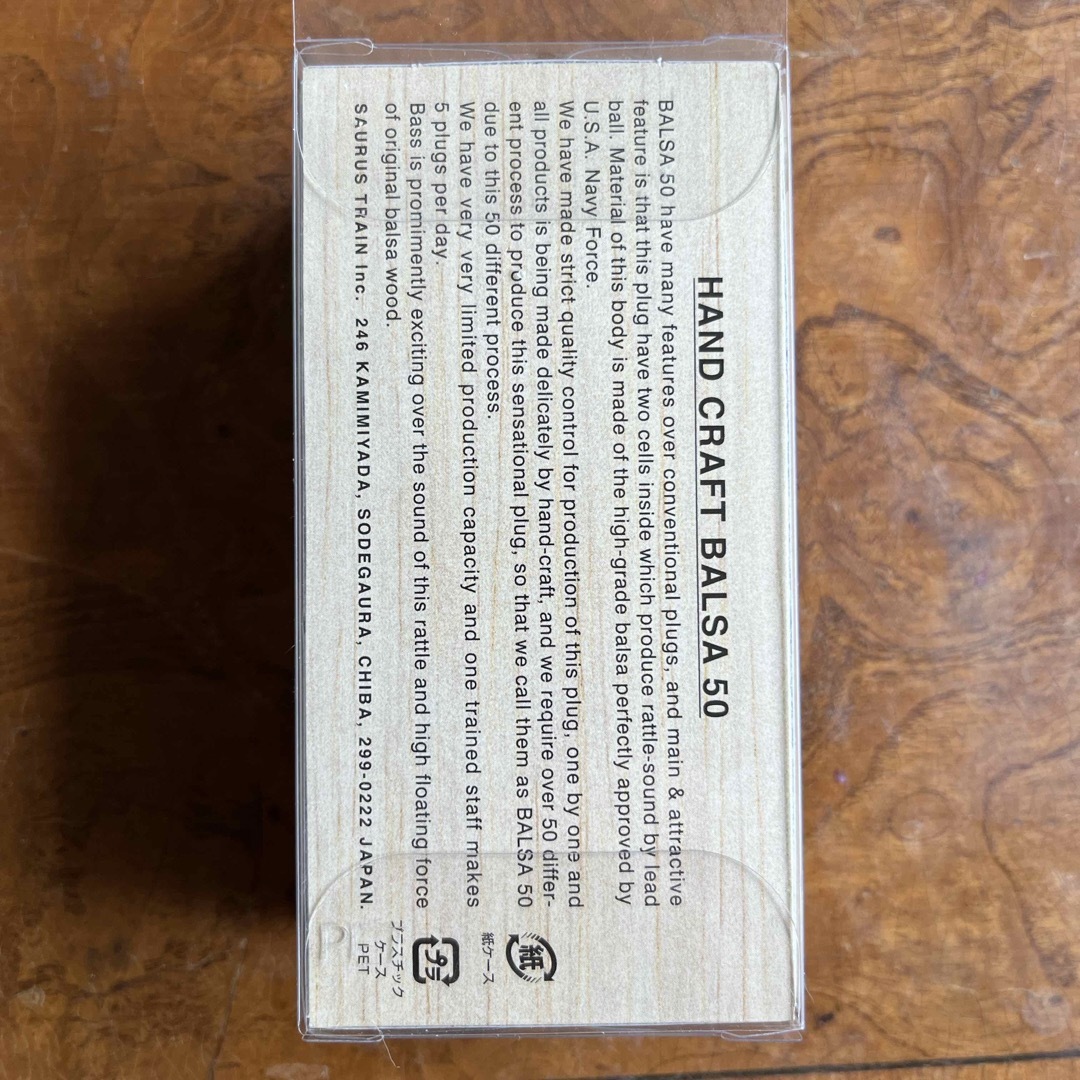 HAND CRAFT BALSA 50
BALSA 50 have many features over conventional plugs, and main & attractive
feature is that this plug have two cells inside which produce rattle-sound by lead
ball. Material of this body is made of the high-grade balsa perfectly approved by
U.S.A. Navy Force.
We have made strict quality control for production of this plug, one by one and
all products is being made delicately by hand-craft, and we require over 50 differ-
ent process to produce this sensational plug, so that we call them as BALSA 50
due to this 50 different process.
We have very very limited production capacity and one trained staff makes
5 plugs per day.
Bass is promimently exciting over the sound of this rattle and high floating force
of original balsa wood.
SAURUS TRAIN Inc. 246 KAMIMIYADA, SODEGAURA, CHIBA, 299-0222 JAPAN.
紙
紙ケース
プラ
プラスチック
ケース
PET
P